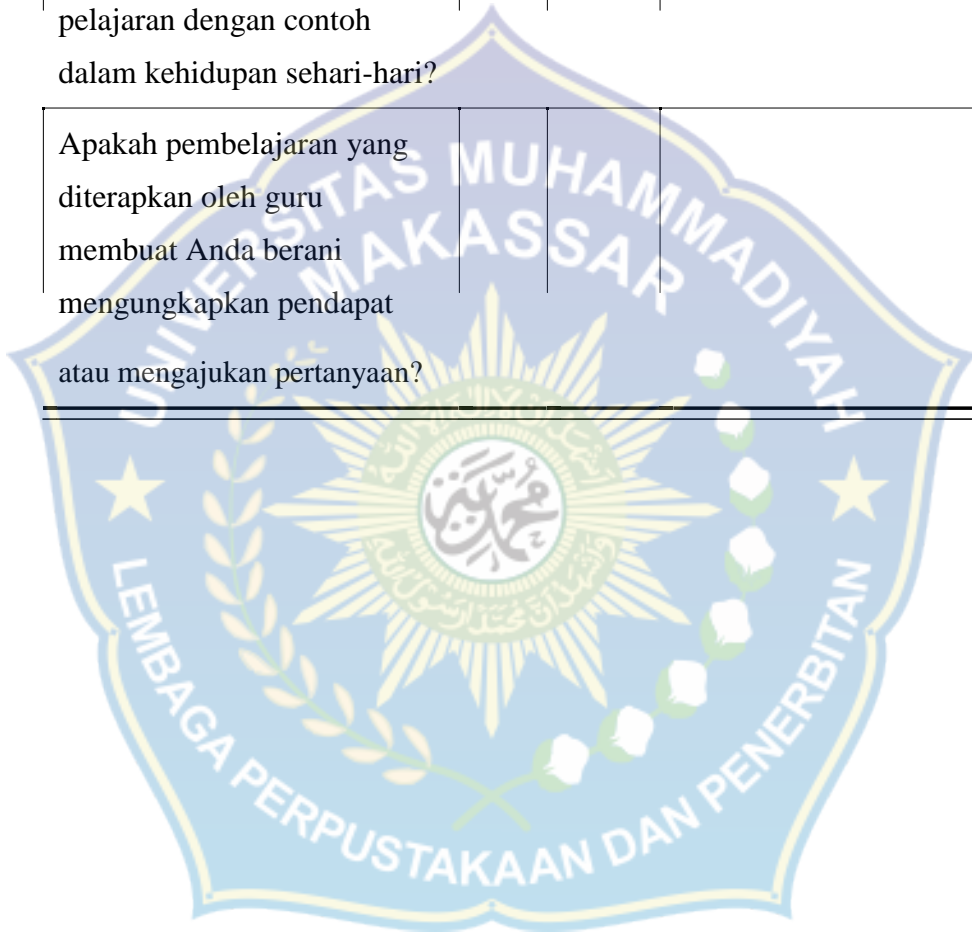 pelajaran dengan contoh
dalam kehidupan sehari-hari?
Apakah pembelajaran yang
diterapkan oleh guru
membuat Anda berani
mengungkapkan pendapat
atau mengajukan pertanyaan?
UNIVERSITAS MUHAMMADIYAH
MAKASSAR
محمدية
LEMBAGA PERPUSTAKAAN DAN PENERBITAN